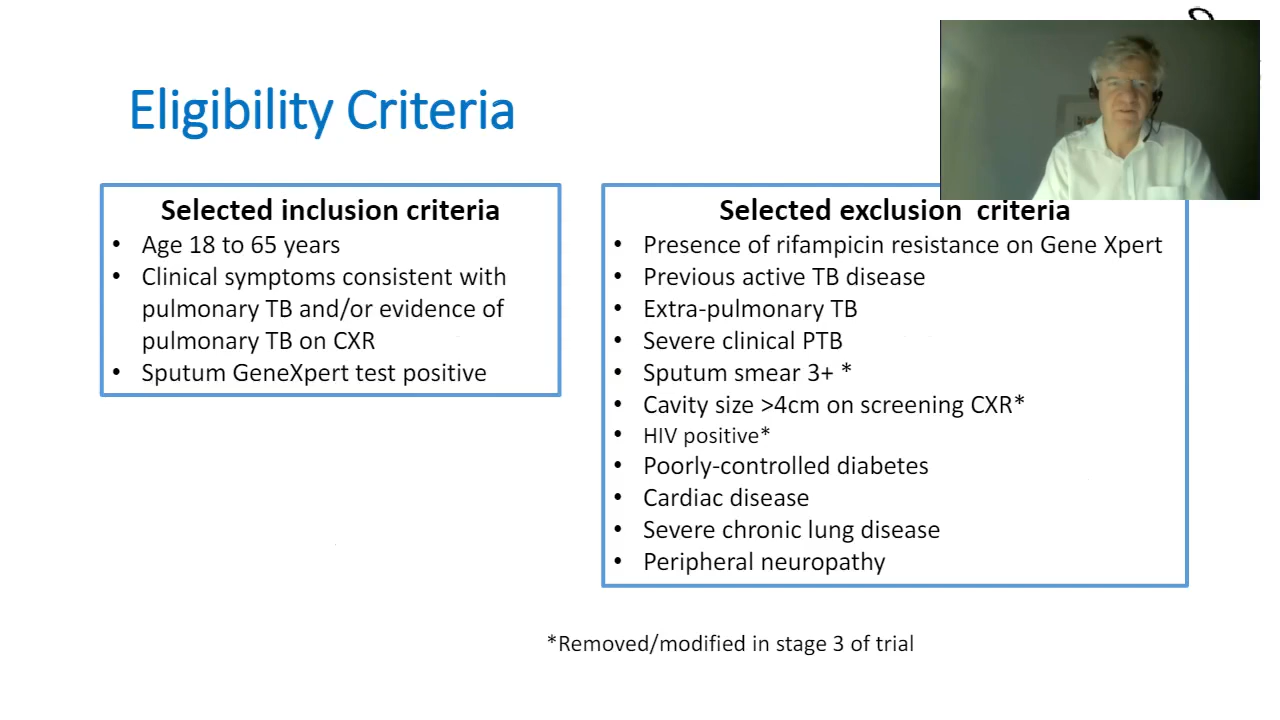 Eligibility Criteria
Selected inclusion criteria
• Age 18 to 65 years
• Clinical symptoms consistent with
pulmonary TB and/or evidence of
pulmonary TB on CXR
• Sputum GeneXpert test positive
Selected exclusion  criteria
• Presence of rifampicin resistance on Gene Xpert
• Previous active TB disease
• Extra-pulmonary TB
• Severe clinical PTB
• Sputum smear 3+ *
• Cavity size >4cm on screening CXR*
• HIV positive*
• Poorly-controlled diabetes
• Cardiac disease
• Severe chronic lung disease
• Peripheral neuropathy
*Removed/modified in stage 3 of trial